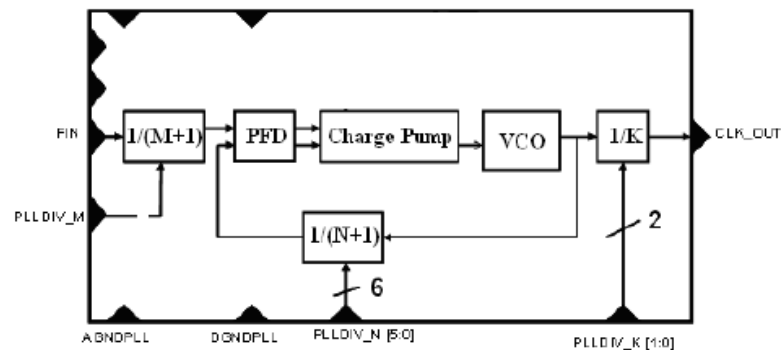 FIN
1/(M+1)
PFD
Charge Pump
VCO
1/K
CLK_OUT
PLLDIV_M
1/(N+1)
2
6
AGNDPLL
DGNDPLL
PLLDIV_N [5:0]
PLLDIV_K [1:0]